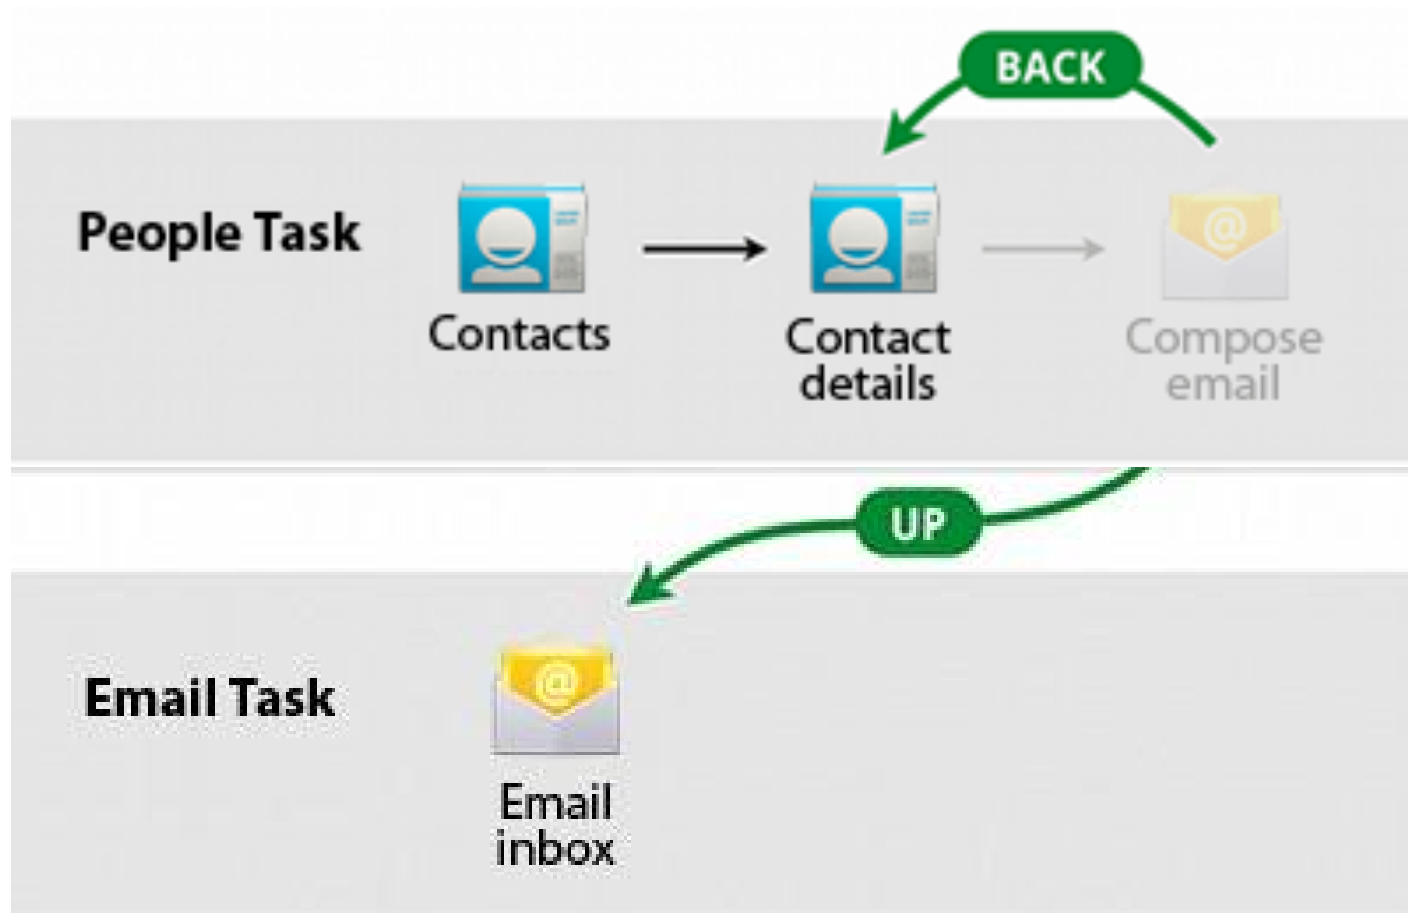 BACK
People Task
Contacts
Contact
details
Compose
email
UP
Email Task
@
Email
inbox